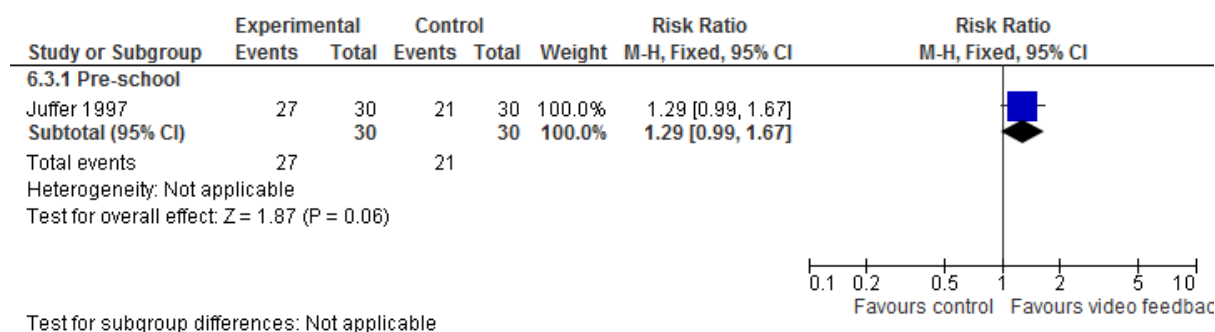 Experimental Control Risk Ratio Risk Ratio
Study or Subgroup Events Total Events Total Weight M-H, Fixed, 95% CI M-H, Fixed, 95% CI
6.3.1 Pre-school
Juffer 1997 27 30 21 30 100.0% 1.29 [0.99, 1.67]
Subtotal (95% CI) 30 30 100.0% 1.29 [0.99, 1.67]
Total events 27 21
Heterogeneity: Not applicable
Test for overall effect: Z = 1.87 (P = 0.06)
0.1 0.2 0.5 1 2 5 10
Favours control Favours video feedbac
Test for subgroup differences: Not applicable